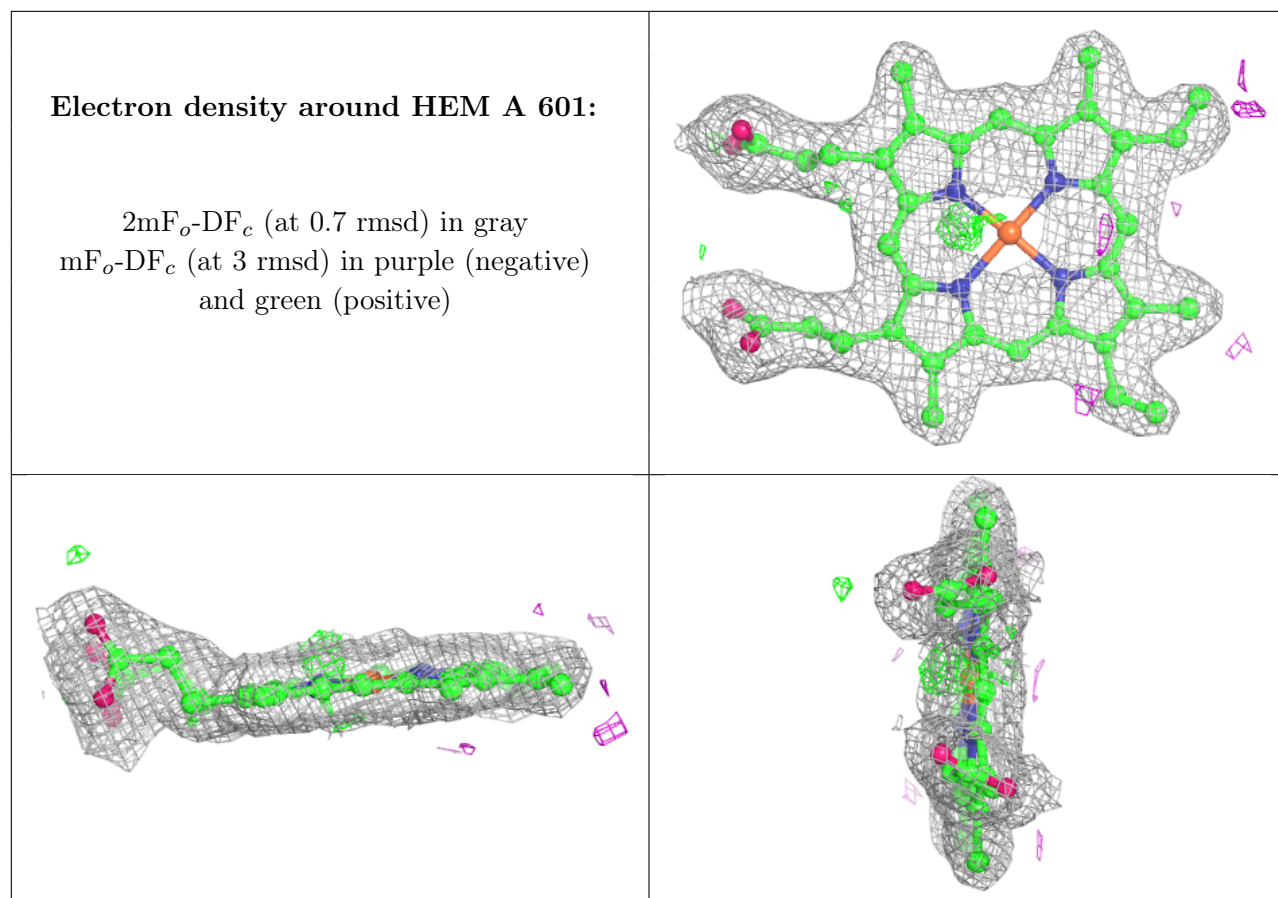 Electron density around HEM A 601:
2mFo-DFc (at 0.7 rmsd) in gray
mFo-DFc (at 3 rmsd) in purple (negative)
and green (positive)